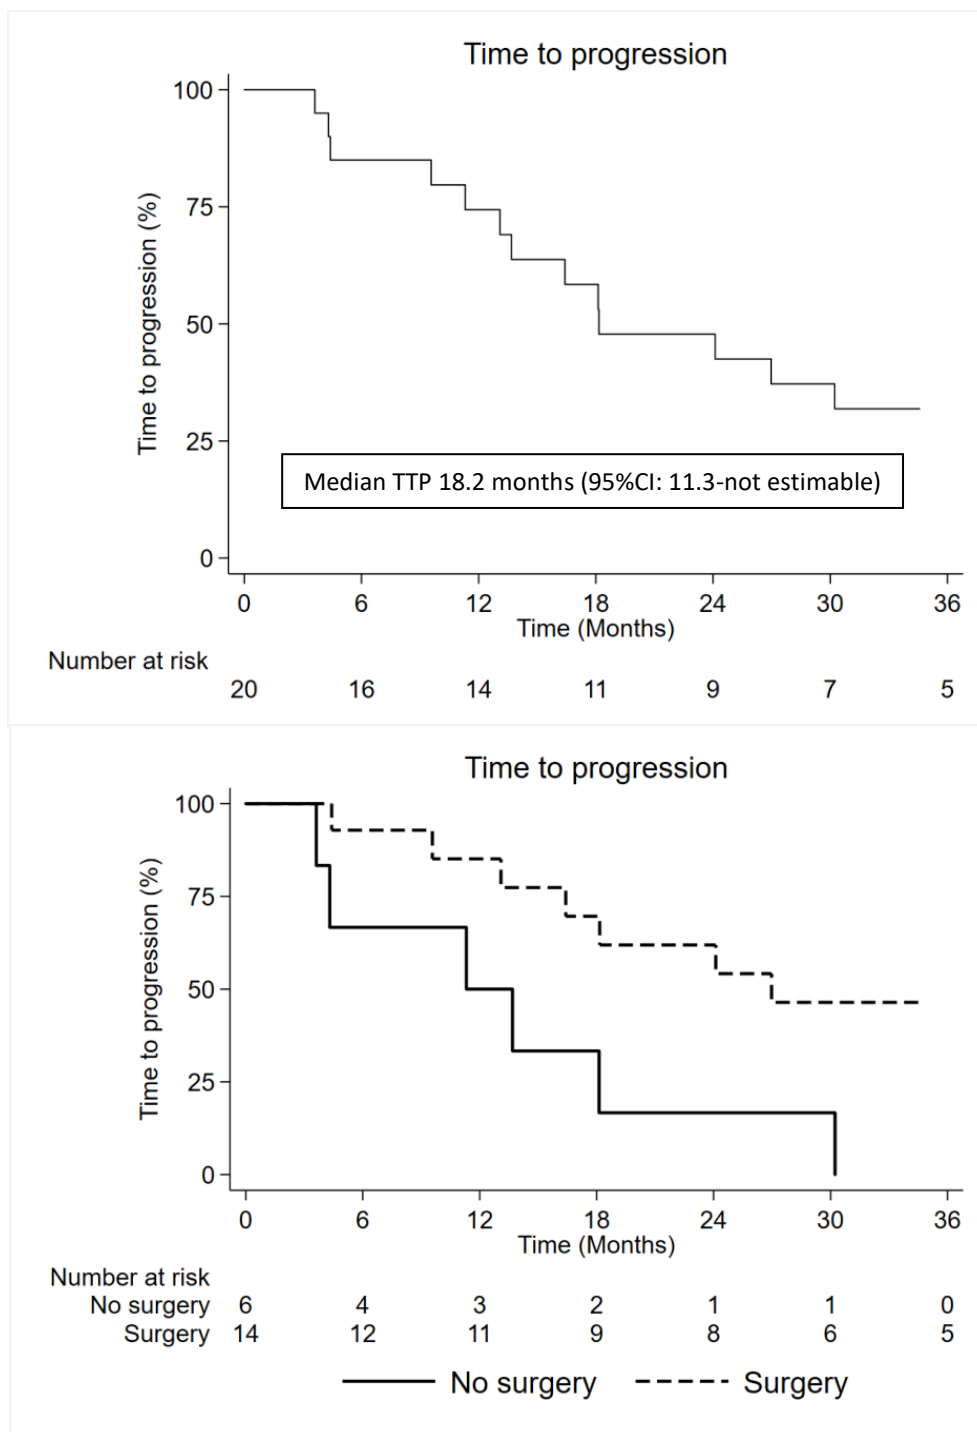 Time to progression
Time to progression (%)
100
75
50
25
0
Median TTP 18.2 months (95%CI: 11.3-not estimable)
0 6 12 18 24 30 36
Time (Months)
Number at risk
20 16 14 11 9 7 5
Time to progression
Time to progression (%)
100
75
50
25
0
0 6 12 18 24 30 36
Time (Months)
Number at risk
No surgery 6 4 3 2 1 1 0
Surgery 14 12 11 9 8 6 5
No surgery Surgery